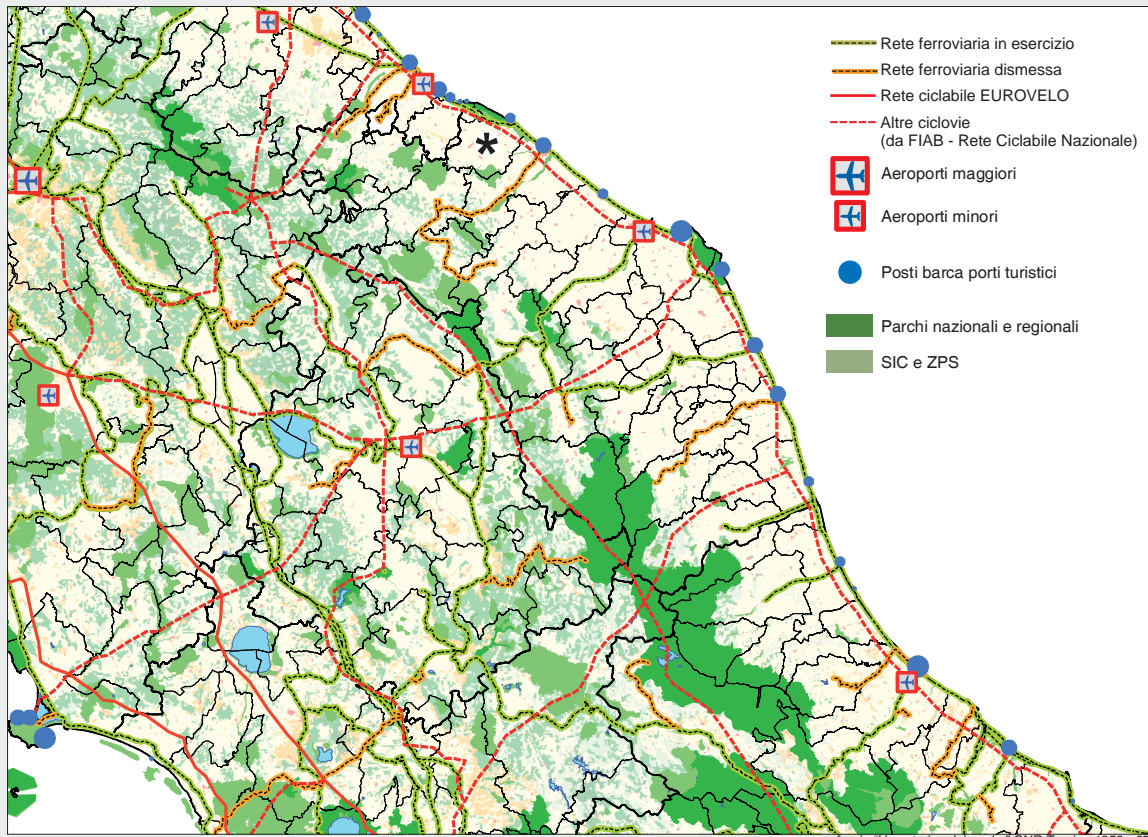 Rete ferroviaria in esercizio
Rete ferroviaria dismessa
Rete ciclabile EUROVELO
Altre ciclovie
(da FIAB - Rete Ciclabile Nazionale)
Aeroporti maggiori
Aeroporti minori
Posti barca porti turistici
Parchi nazionali e regionali
SIC e ZPS
*